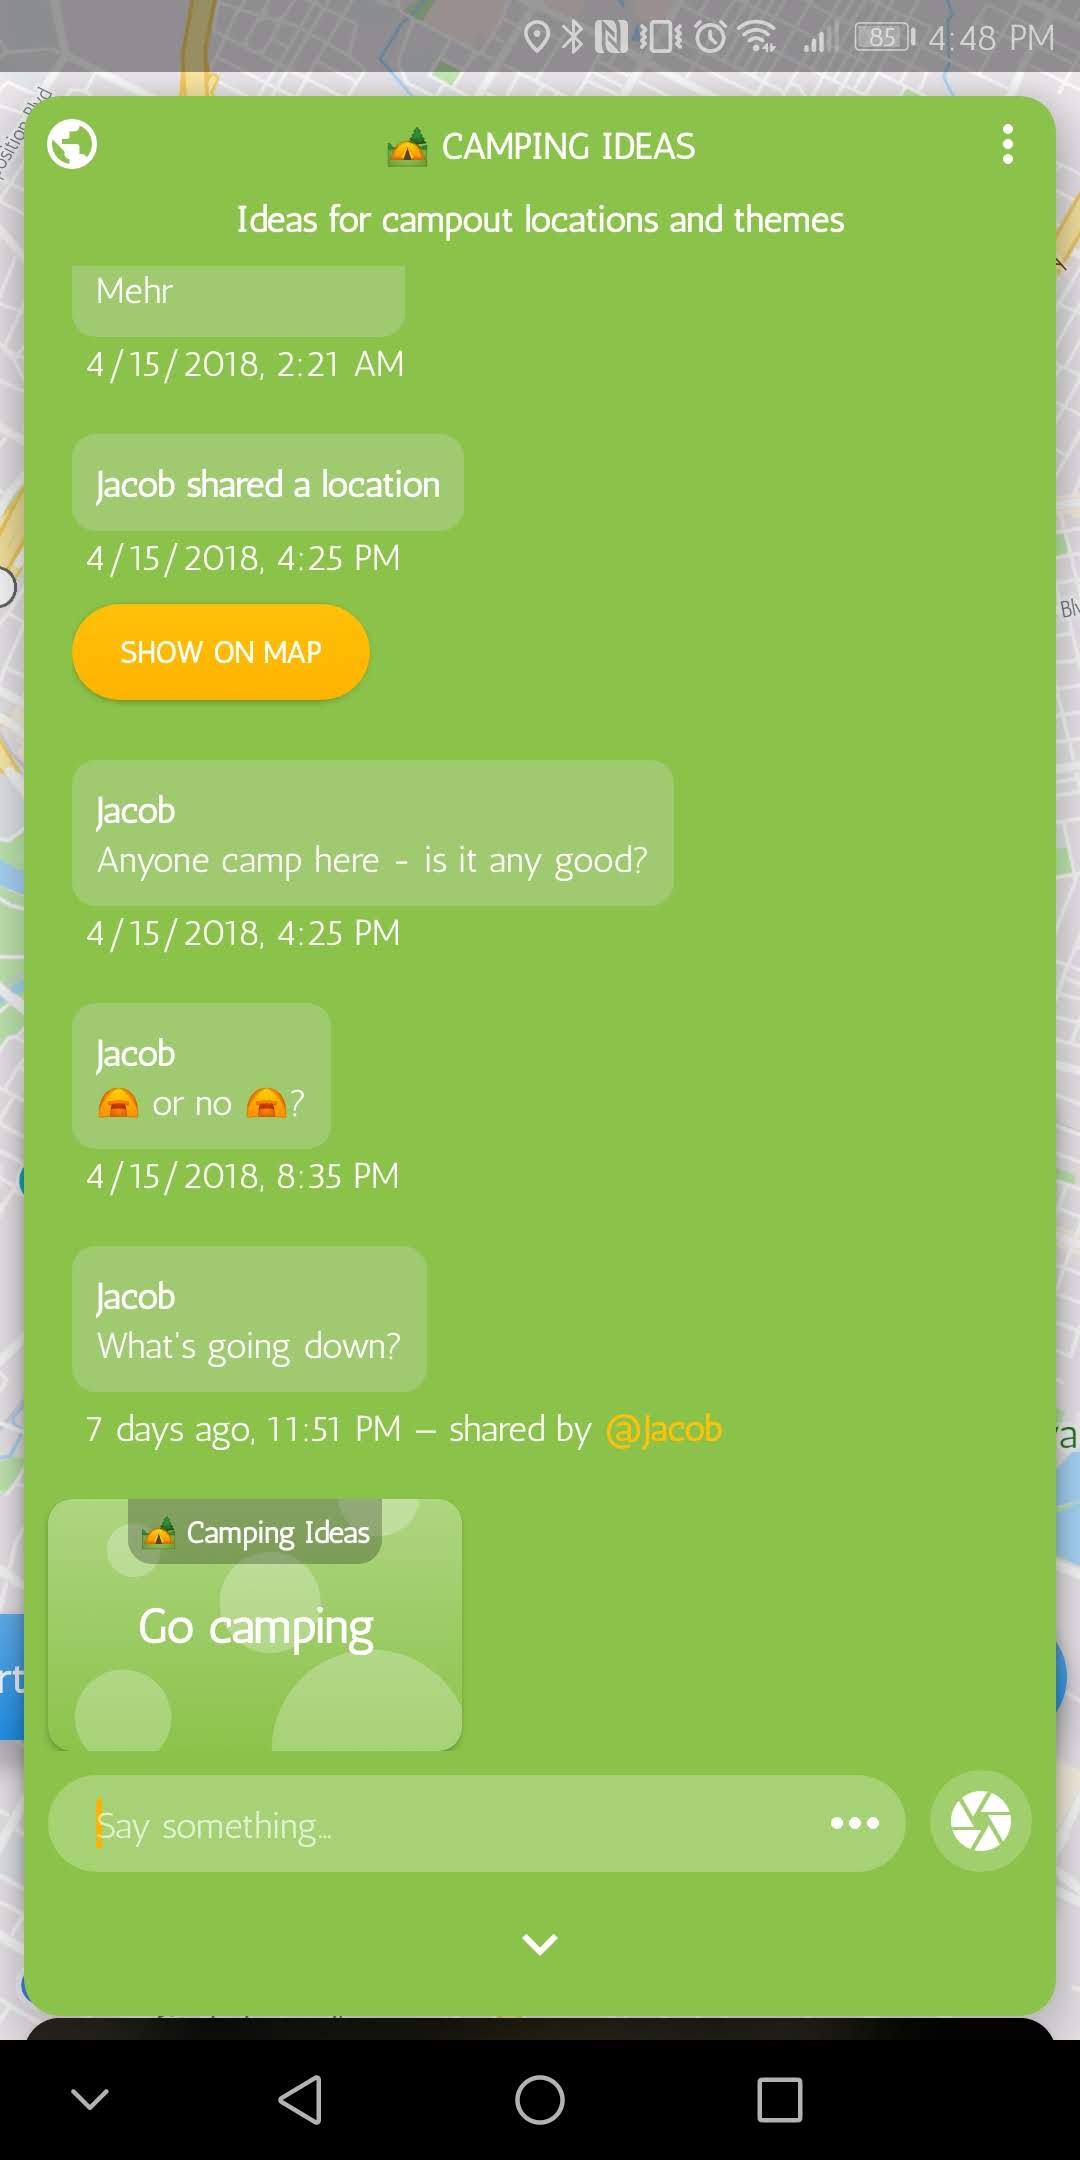 85 4:48 PM
CAMPING IDEAS
Ideas for campout locations and themes
Mehr
4/15/2018, 2:21 AM
Jacob shared a location
4/15/2018, 4:25 PM
SHOW ON MAP
Jacob
Anyone camp here - is it any good?
4/15/2018, 4:25 PM
Jacob
or no ?
4/15/2018, 8:35 PM
Jacob
What's going down?
7 days ago, 11:51 PM — shared by @Jacob
Camping Ideas
Go camping
Say something...